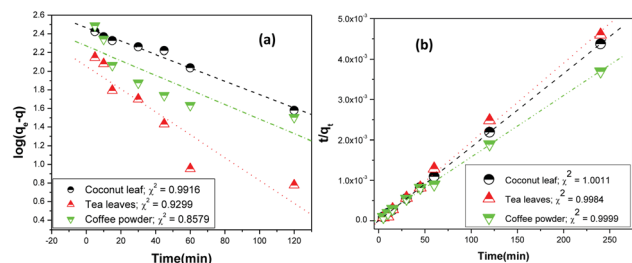 (a)
log(qe-q)
2.6
2.4
2.2
2.0
1.8
1.6
1.4
1.2
1.0
0.8
0.6
0.4
Coconut leaf; χ² = 0.9916
Tea leaves; χ² = 0.9299
Coffee powder; χ² = 0.8579
-20 0 20 40 60 80 100 120
Time(min)
(b)
t/qt
5.0x10⁻³
4.0x10⁻³
3.0x10⁻³
2.0x10⁻³
1.0x10⁻³
0.0
Coconut leaf; χ² = 1.0011
Tea leaves; χ² = 0.9984
Coffee powder; χ² = 0.9999
0 50 100 150 200 250
Time(min)